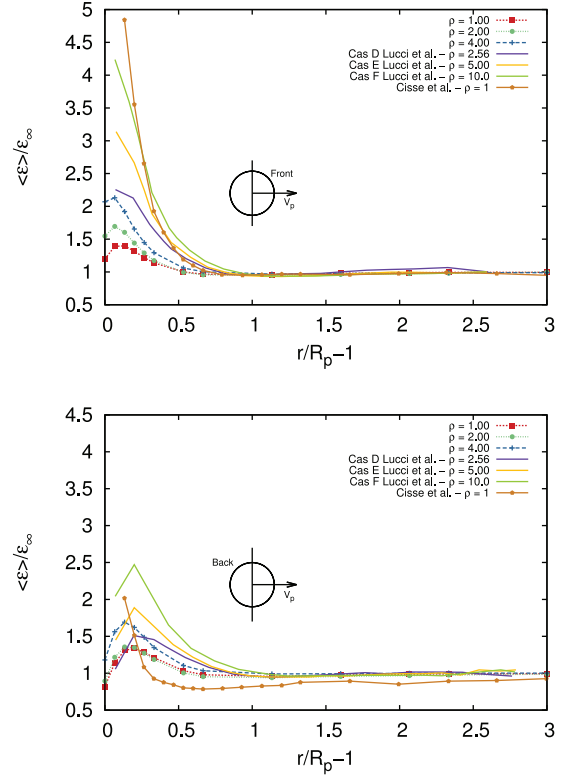 5
4.5
4
3.5
3
2.5
2
1.5
1
0.5
<ε>/ε∞
ρ = 1.00
ρ = 2.00
ρ = 4.00
Cas D Lucci et al. – ρ = 2.56
Cas E Lucci et al. – ρ = 5.00
Cas F Lucci et al. – ρ = 10.0
Cisse et al. – ρ = 1
Front
Vp
0 0.5 1 1.5 2 2.5 3
r/Rp−1
4.5
4
3.5
3
2.5
2
1.5
1
0.5
<ε>/ε∞
ρ = 1.00
ρ = 2.00
ρ = 4.00
Cas D Lucci et al. – ρ = 2.56
Cas E Lucci et al. – ρ = 5.00
Cas F Lucci et al. – ρ = 10.0
Cisse et al. – ρ = 1
Back
Vp
0 0.5 1 1.5 2 2.5 3
r/Rp−1